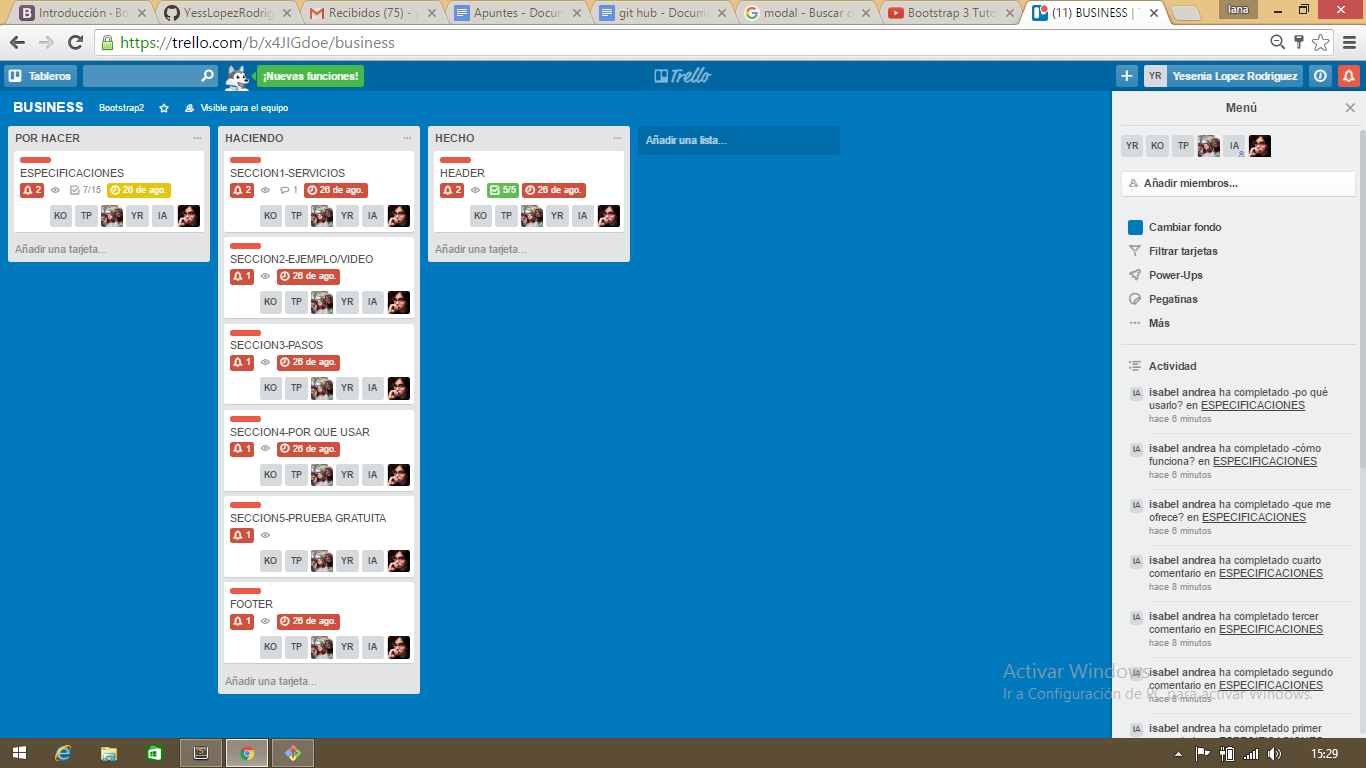 Introducción · Bo
YessLopezRodrig
Recibidos (75) - y
Apuntes - Docum
git hub - Docume
modal - Buscar c
Bootstrap 3 Tuto
(11) BUSINESS | T
Iana
https://trello.com/b/x4JIGdoe/business
Tableros
¡Nuevas funciones!
Trello
YR
Yesenia Lopez Rodriguez
BUSINESS
Bootstrap2
Visible para el equipo
POR HACER
ESPECIFICACIONES
2 7/15 26 de ago.
KO TP YR IA
Añadir una tarjeta...
HACIENDO
SECCION1-SERVICIOS
2 1 26 de ago.
KO TP YR IA
SECCION2-EJEMPLO/VIDEO
1 26 de ago.
KO TP YR IA
SECCION3-PASOS
1 26 de ago.
KO TP YR IA
SECCION4-POR QUE USAR
1 26 de ago.
KO TP YR IA
SECCION5-PRUEBA GRATUITA
1
KO TP YR IA
FOOTER
1 26 de ago.
KO TP YR IA
Añadir una tarjeta...
HECHO
HEADER
2 5/5 26 de ago.
KO TP YR IA
Añadir una tarjeta...
Añadir una lista...
Menú
YR KO TP IA
Añadir miembros...
Cambiar fondo
Filtrar tarjetas
Power-Ups
Pegatinas
Más
Actividad
IA isabel andrea ha completado -po qué
usarlo? en ESPECIFICACIONES
hace 6 minutos
IA isabel andrea ha completado -cómo
funciona? en ESPECIFICACIONES
hace 6 minutos
IA isabel andrea ha completado -que me
ofrece? en ESPECIFICACIONES
hace 6 minutos
IA isabel andrea ha completado cuarto
comentario en ESPECIFICACIONES
hace 8 minutos
IA isabel andrea ha completado tercer
comentario en ESPECIFICACIONES
hace 8 minutos
IA isabel andrea ha completado segundo
comentario en ESPECIFICACIONES
hace 8 minutos
IA isabel andrea ha completado primer
Activar Windows
Ir a Configuración de PC para activar Windows.
15:29